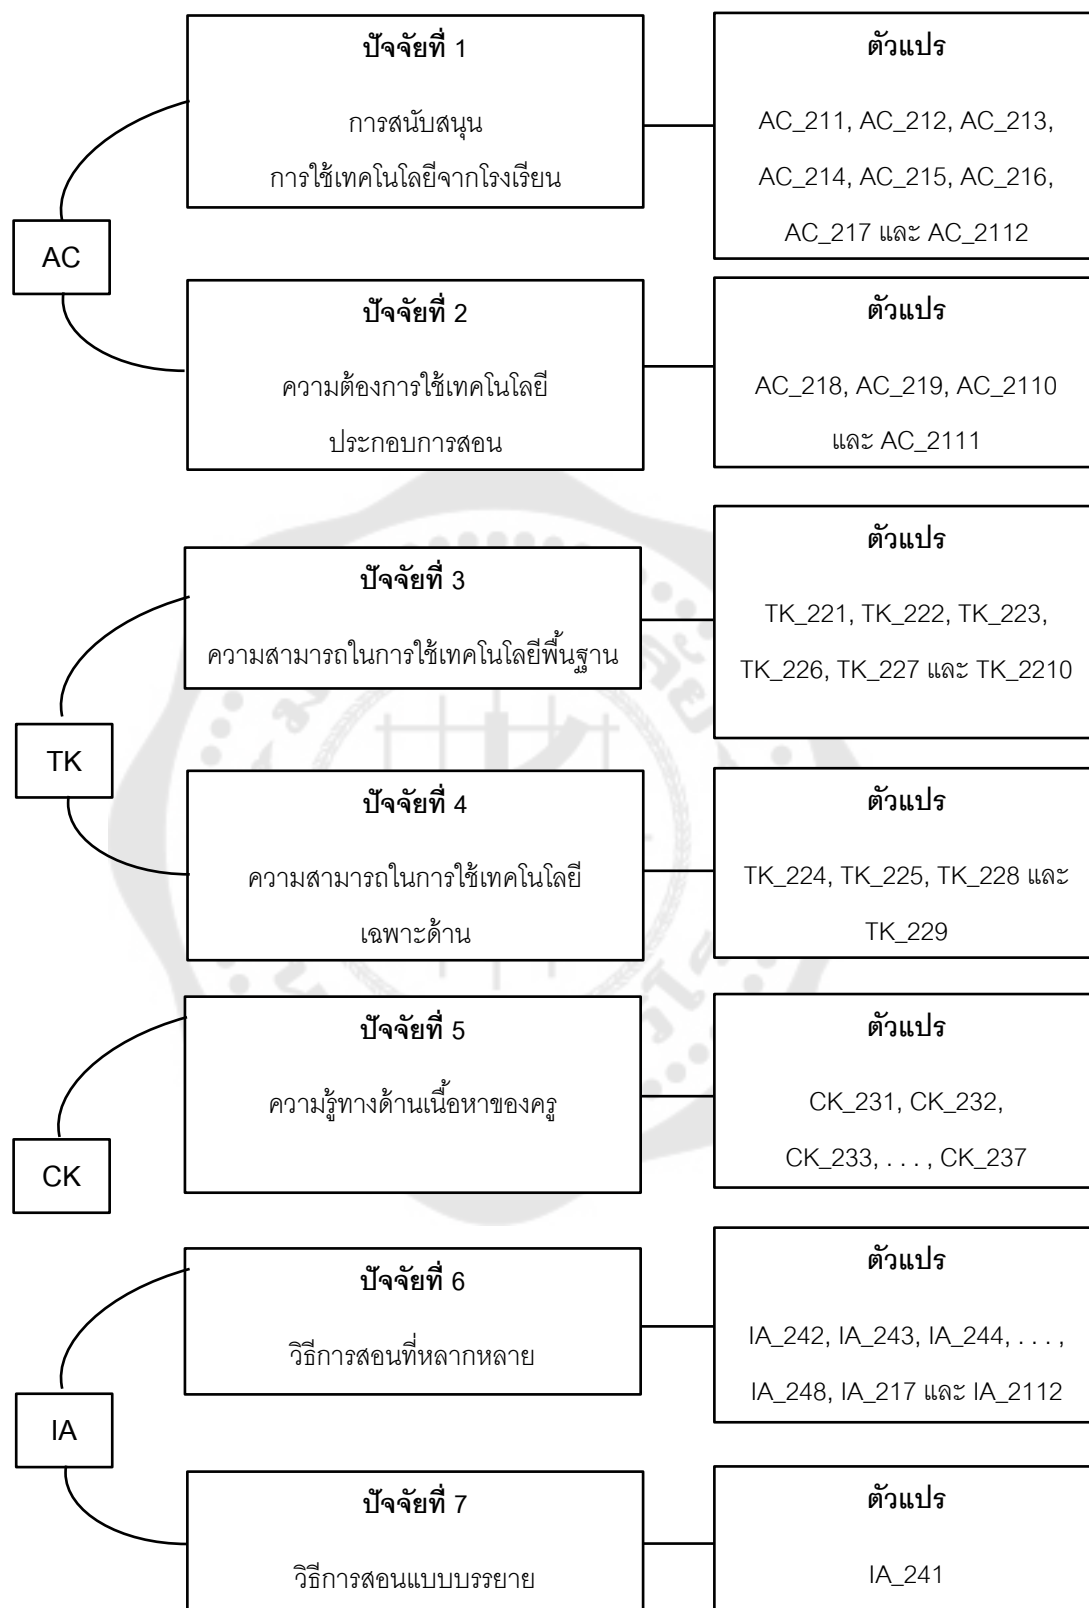 ปัจจัยที่ 1
การสนับสนุน
การใช้เทคโนโลยีจากโรงเรียน
ตัวแปร
AC_211, AC_212, AC_213,
AC_214, AC_215, AC_216,
AC_217 และ AC_2112
AC
ปัจจัยที่ 2
ความต้องการใช้เทคโนโลยี
ประกอบการสอน
ตัวแปร
AC_218, AC_219, AC_2110
และ AC_2111
ปัจจัยที่ 3
ความสามารถในการใช้เทคโนโลยีพื้นฐาน
ตัวแปร
TK_221, TK_222, TK_223,
TK_226, TK_227 และ TK_2210
TK
ปัจจัยที่ 4
ความสามารถในการใช้เทคโนโลยี
เฉพาะด้าน
ตัวแปร
TK_224, TK_225, TK_228 และ
TK_229
ปัจจัยที่ 5
ความรู้ทางด้านเนื้อหาของครู
ตัวแปร
CK_231, CK_232,
CK_233, . . . , CK_237
CK
ปัจจัยที่ 6
วิธีการสอนที่หลากหลาย
ตัวแปร
IA_242, IA_243, IA_244, . . . ,
IA_248, IA_217 และ IA_2112
IA
ปัจจัยที่ 7
วิธีการสอนแบบบรรยาย
ตัวแปร
IA_241